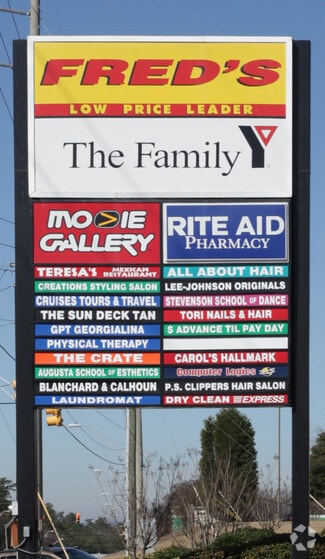 FRED'S
LOW PRICE LEADER
The Family Y
MOVIE
GALLERY
RITE AID
PHARMACY
TERESA'S MEXICAN RESTAURANT
ALL ABOUT HAIR
CREATIONS STYLING SALON
LEE-JOHNSON ORIGINALS
CRUISES TOURS & TRAVEL
STEVENSON SCHOOL OF DANCE
THE SUN DECK TAN
TORI NAILS & HAIR
GPT GEORGIALINA
$ ADVANCE TIL PAY DAY
PHYSICAL THERAPY
THE CRATE
CAROL'S HALLMARK
AUGUSTA SCHOOL OF ESTHETICS
Computer Logics
BLANCHARD & CALHOUN
P.S. CLIPPERS HAIR SALON
LAUNDROMAT
DRY CLEAN EXPRESS